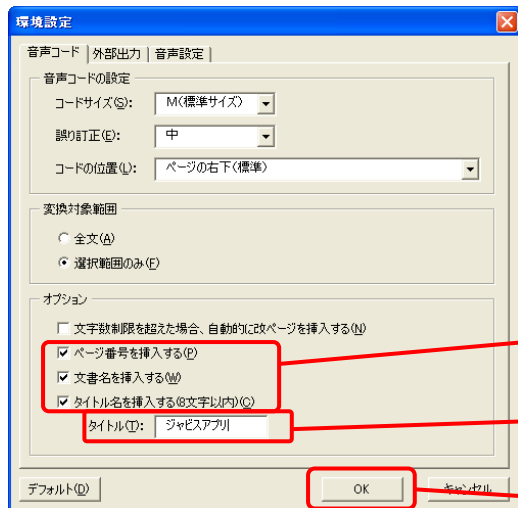 環境設定
音声コード 外部出力 音声設定
音声コードの設定
コードサイズ(S): M(標準サイズ)
誤り訂正(E): 中
コードの位置(L): ページの右下(標準)
変換対象範囲
全文(A)
選択範囲のみ(F)
オプション
文字数制限を超えた場合、自動的に改ページを挿入する(N)
ページ番号を挿入する(P)
文書名を挿入する(W)
タイトル名を挿入する(8文字以内)(C)
タイトル(T): ジャビスアプリ
デフォルト(D) OK キャンセル